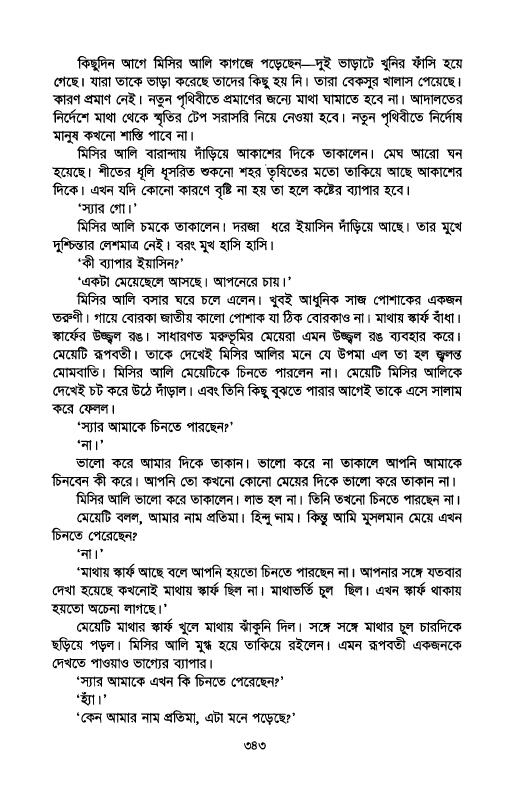 কিছুদিন আগে মিসির আলি কাগজে পড়েছেন—দুই ভাড়াটে খুনির ফাঁসি হয়ে
গেছে। যারা তাকে ভাড়া করেছে তাদের কিছু হয় নি। তারা বেকসুর খালাস পেয়েছে।
কারণ প্রমাণ নেই। নতুন পৃথিবীতে প্রমাণের জন্যে মাথা ঘামাতে হবে না। আদালতের
নির্দেশে মাথা থেকে স্মৃতির টেপ সরাসরি নিয়ে নেওয়া হবে। নতুন পৃথিবীতে নির্দোষ
মানুষ কখনো শাস্তি পাবে না।
মিসির আলি বারান্দায় দাঁড়িয়ে আকাশের দিকে তাকালেন। মেঘ আরো ঘন
হয়েছে। শীতের ধূলি ধূসরিত শুকনো শহর তৃষিতের মতো তাকিয়ে আছে আকাশের
দিকে। এখন যদি কোনো কারণে বৃষ্টি না হয় তা হলে কষ্টের ব্যাপার হবে।
‘স্যার গো।’
মিসির আলি চমকে তাকালেন। দরজা ধরে ইয়াসিন দাঁড়িয়ে আছে। তার মুখে
দুশ্চিন্তার লেশমাত্র নেই। বরং মুখ হাসি হাসি।
‘কী ব্যাপার ইয়াসিন?’
‘একটা মেয়েছেলে আসছে। আপনেরে চায়।’
মিসির আলি বসার ঘরে চলে এলেন। খুবই আধুনিক সাজ পোশাকের একজন
তরুণী। গায়ে বোরকা জাতীয় কালো পোশাক যা ঠিক বোরকাও না। মাথায় স্কার্ফ বাঁধা।
স্কার্ফের উজ্জ্বল রঙ। সাধারণত মরুভূমির মেয়েরা এমন উজ্জ্বল রঙ ব্যবহার করে।
মেয়েটি রূপবতী। তাকে দেখেই মিসির আলির মনে যে উপমা এল তা হল জ্বলন্ত
মোমবাতি। মিসির আলি মেয়েটিকে চিনতে পারলেন না। মেয়েটি মিসির আলিকে
দেখেই চট করে উঠে দাঁড়াল। এবং তিনি কিছু বুঝতে পারার আগেই তাকে এসে সালাম
করে ফেলল।
‘স্যার আমাকে চিনতে পারছেন?’
‘না।’
ভালো করে আমার দিকে তাকান। ভালো করে না তাকালে আপনি আমাকে
চিনবেন কী করে। আপনি তো কখনো কোনো মেয়ের দিকে ভালো করে তাকান না।
মিসির আলি ভালো করে তাকালেন। লাভ হল না। তিনি তখনো চিনতে পারছেন না।
মেয়েটি বলল, আমার নাম প্রতিমা। হিন্দু নাম। কিন্তু আমি মুসলমান মেয়ে এখন
চিনতে পেরেছেন?
‘না।’
‘মাথায় স্কার্ফ আছে বলে আপনি হয়তো চিনতে পারছেন না। আপনার সঙ্গে যতবার
দেখা হয়েছে কখনোই মাথায় স্কার্ফ ছিল না। মাথাভর্তি চুল ছিল। এখন স্কার্ফ থাকায়
হয়তো অচেনা লাগছে।’
মেয়েটি মাথার স্কার্ফ খুলে মাথায় ঝাঁকুনি দিল। সঙ্গে সঙ্গে মাথার চুল চারদিকে
ছড়িয়ে পড়ল। মিসির আলি মুগ্ধ হয়ে তাকিয়ে রইলেন। এমন রূপবতী একজনকে
দেখতে পাওয়াও ভাগ্যের ব্যাপার।
‘স্যার আমাকে এখন কি চিনতে পেরেছেন?’
‘হ্যাঁ।’
‘কেন আমার নাম প্রতিমা, এটা মনে পড়েছে?’
৩৪৩